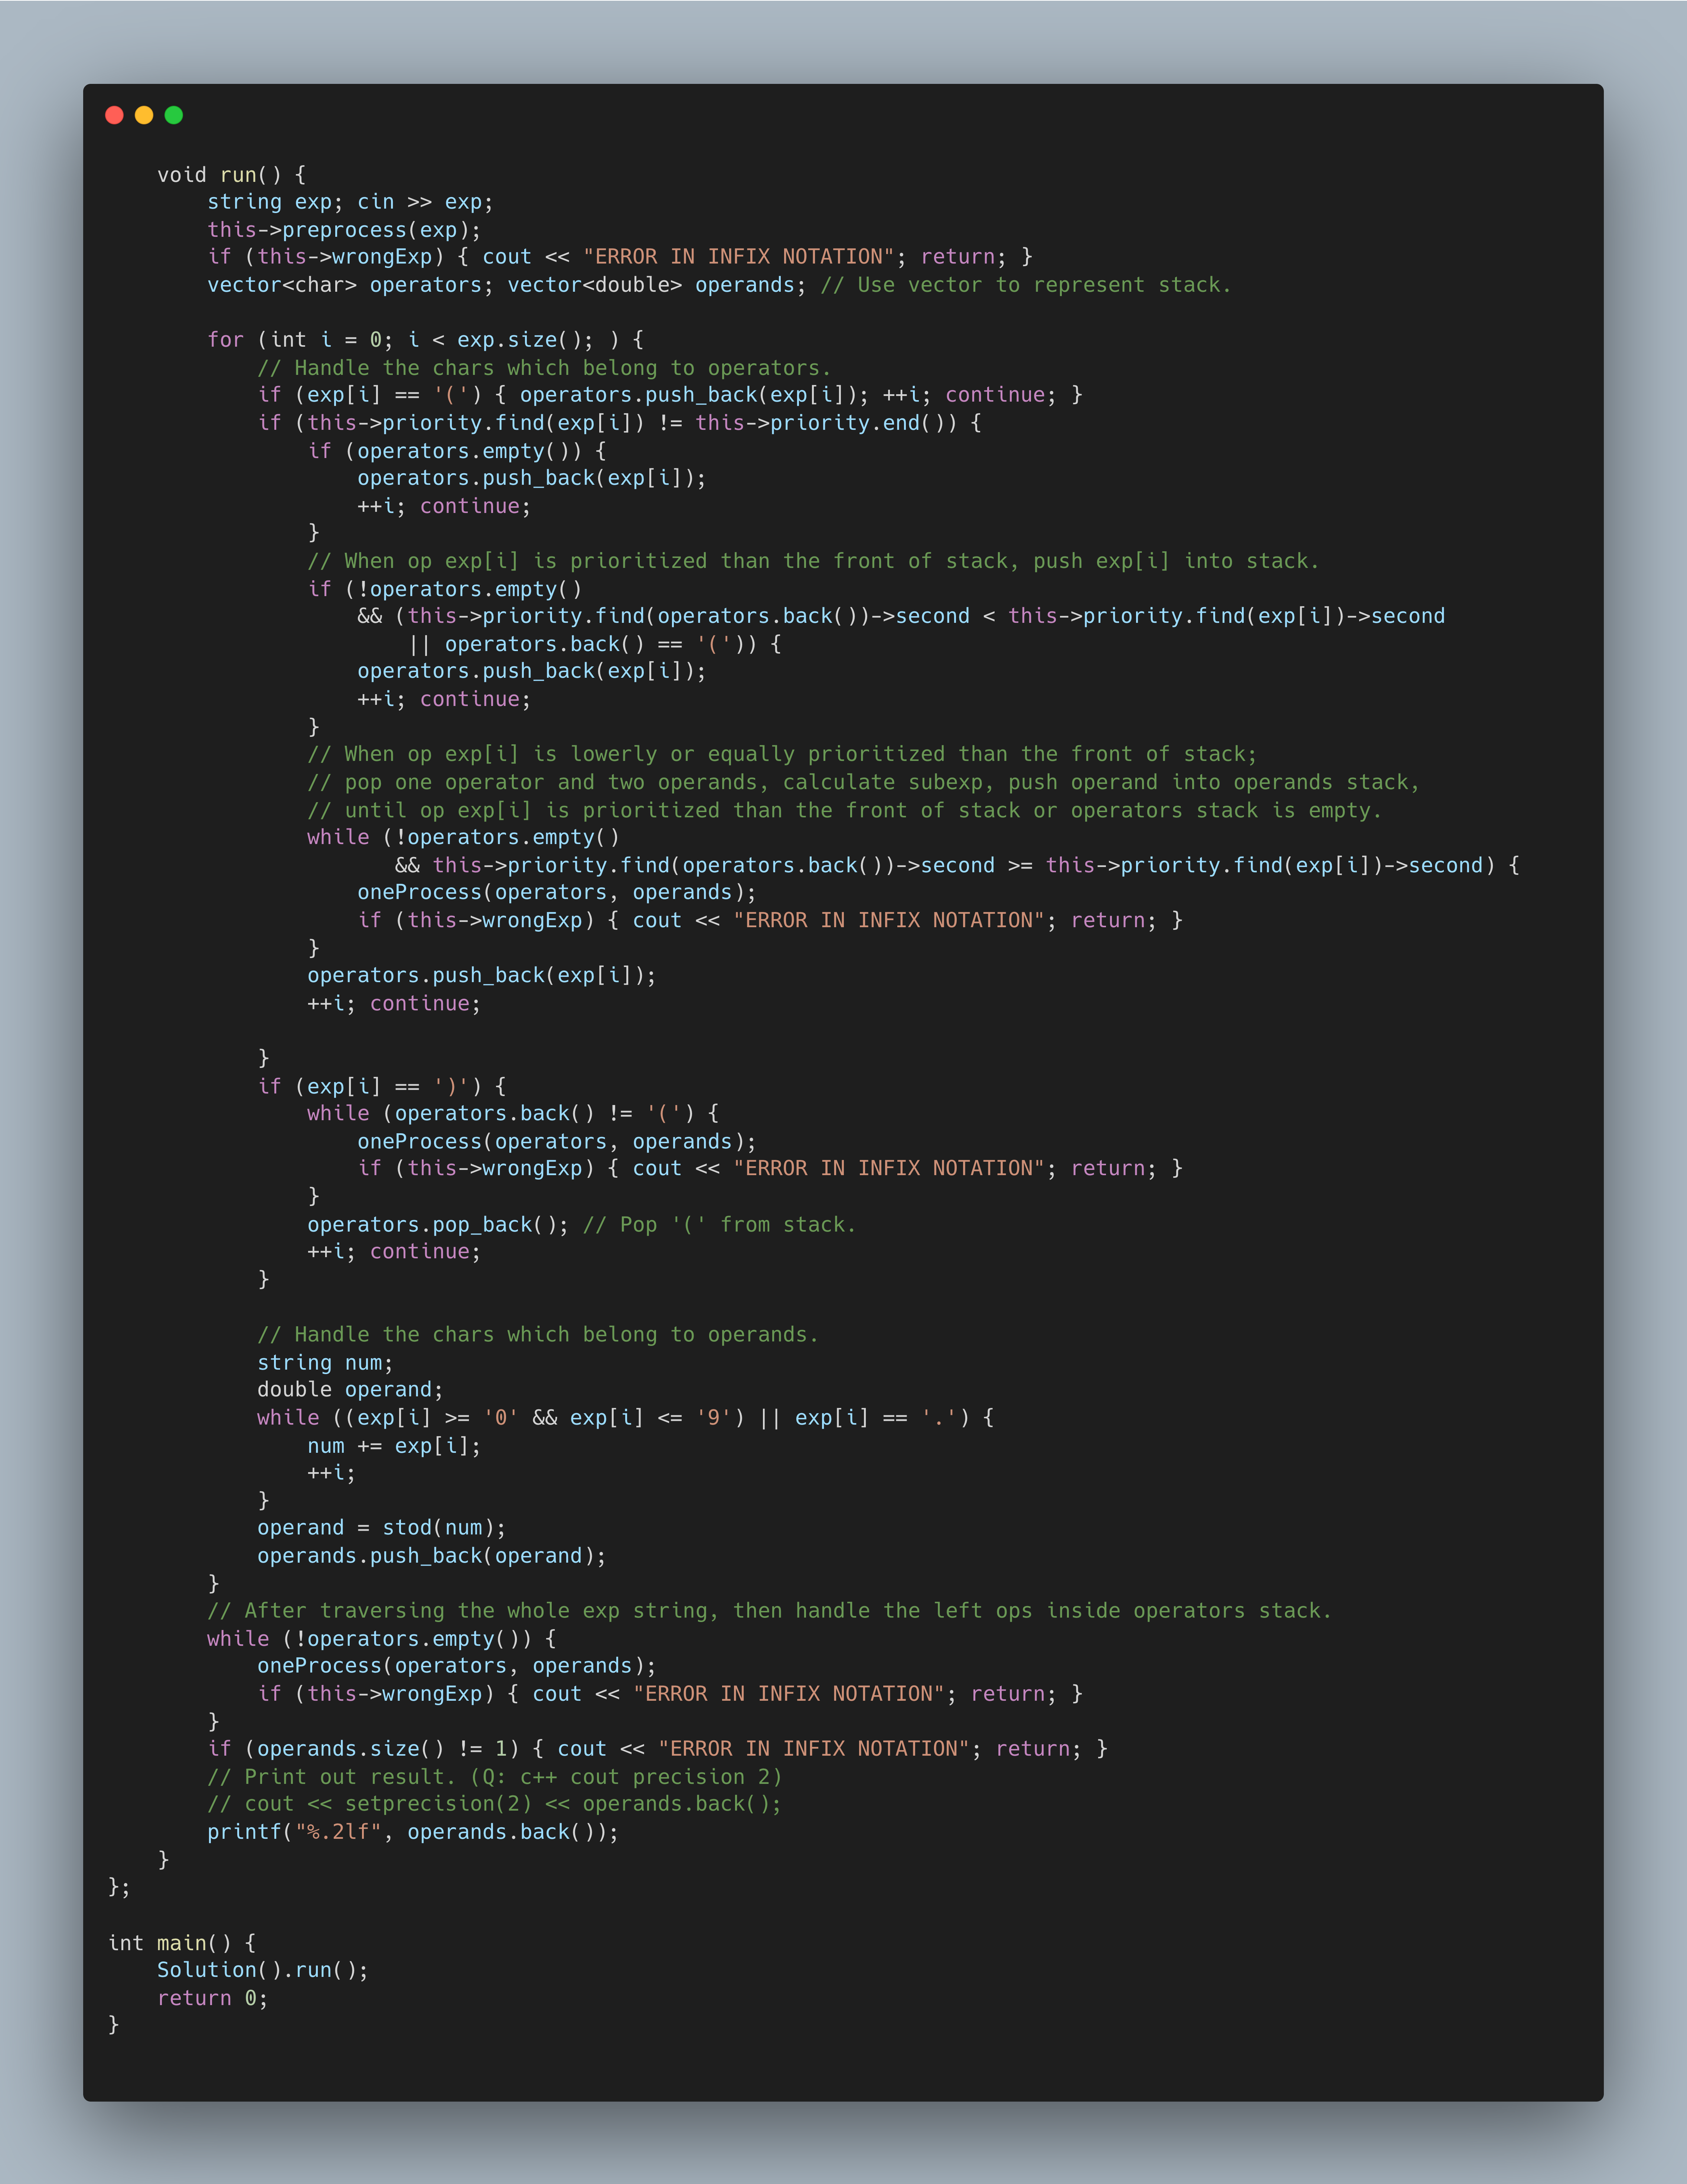 void run() {
string exp; cin >> exp;
this->preprocess(exp);
if (this->wrongExp) { cout << "ERROR IN INFIX NOTATION"; return; }
vector<char> operators; vector<double> operands; // Use vector to represent stack.
for (int i = 0; i < exp.size(); ) {
// Handle the chars which belong to operators.
if (exp[i] == '(') { operators.push_back(exp[i]); ++i; continue; }
if (this->priority.find(exp[i]) != this->priority.end()) {
if (operators.empty()) {
operators.push_back(exp[i]);
++i; continue;
}
// When op exp[i] is prioritized than the front of stack, push exp[i] into stack.
if (!operators.empty()
&& (this->priority.find(operators.back())->second < this->priority.find(exp[i])->second
|| operators.back() == '(')) {
operators.push_back(exp[i]);
++i; continue;
}
// When op exp[i] is lowerly or equally prioritized than the front of stack;
// pop one operator and two operands, calculate subexp, push operand into operands stack,
// until op exp[i] is prioritized than the front of stack or operators stack is empty.
while (!operators.empty()
&& this->priority.find(operators.back())->second >= this->priority.find(exp[i])->second) {
oneProcess(operators, operands);
if (this->wrongExp) { cout << "ERROR IN INFIX NOTATION"; return; }
}
operators.push_back(exp[i]);
++i; continue;
}
if (exp[i] == ')') {
while (operators.back() != '(') {
oneProcess(operators, operands);
if (this->wrongExp) { cout << "ERROR IN INFIX NOTATION"; return; }
}
operators.pop_back(); // Pop '(' from stack.
++i; continue;
}
// Handle the chars which belong to operands.
string num;
double operand;
while ((exp[i] >= '0' && exp[i] <= '9') || exp[i] == '.') {
num += exp[i];
++i;
}
operand = stod(num);
operands.push_back(operand);
}
// After traversing the whole exp string, then handle the left ops inside operators stack.
while (!operators.empty()) {
oneProcess(operators, operands);
if (this->wrongExp) { cout << "ERROR IN INFIX NOTATION"; return; }
}
if (operands.size() != 1) { cout << "ERROR IN INFIX NOTATION"; return; }
// Print out result. (Q: c++ cout precision 2)
// cout << setprecision(2) << operands.back();
printf("%.2lf", operands.back());
}
};
int main() {
Solution().run();
return 0;
}